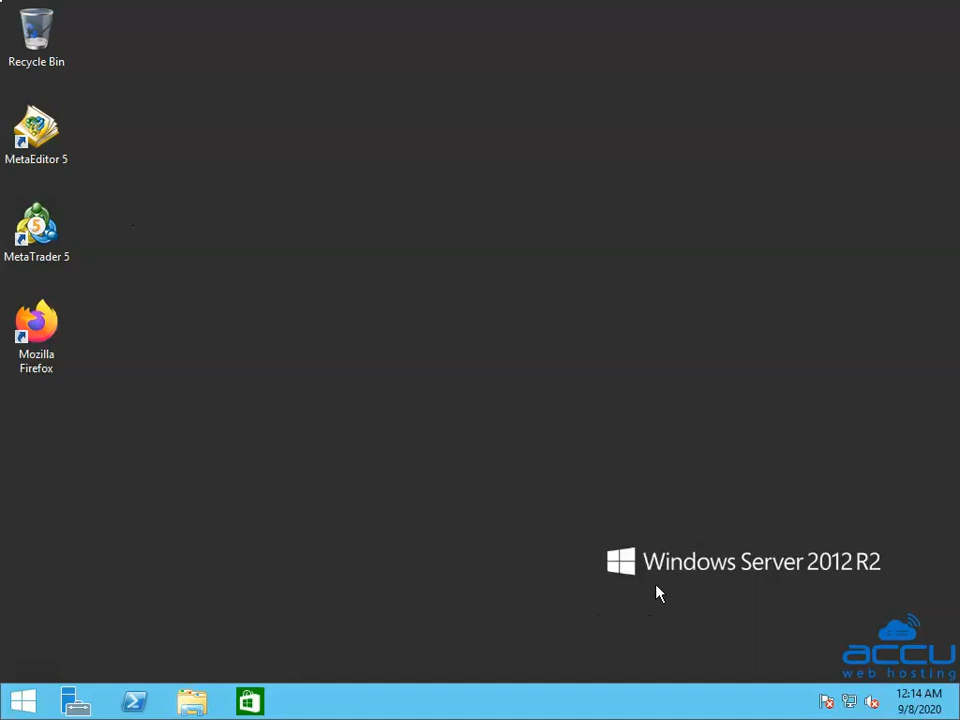 Recycle Bin
MetaEditor 5
5
MetaTrader 5
Mozilla
Firefox
Windows Server 2012 R2
accu
web hosting
12:14 AM
9/8/2020